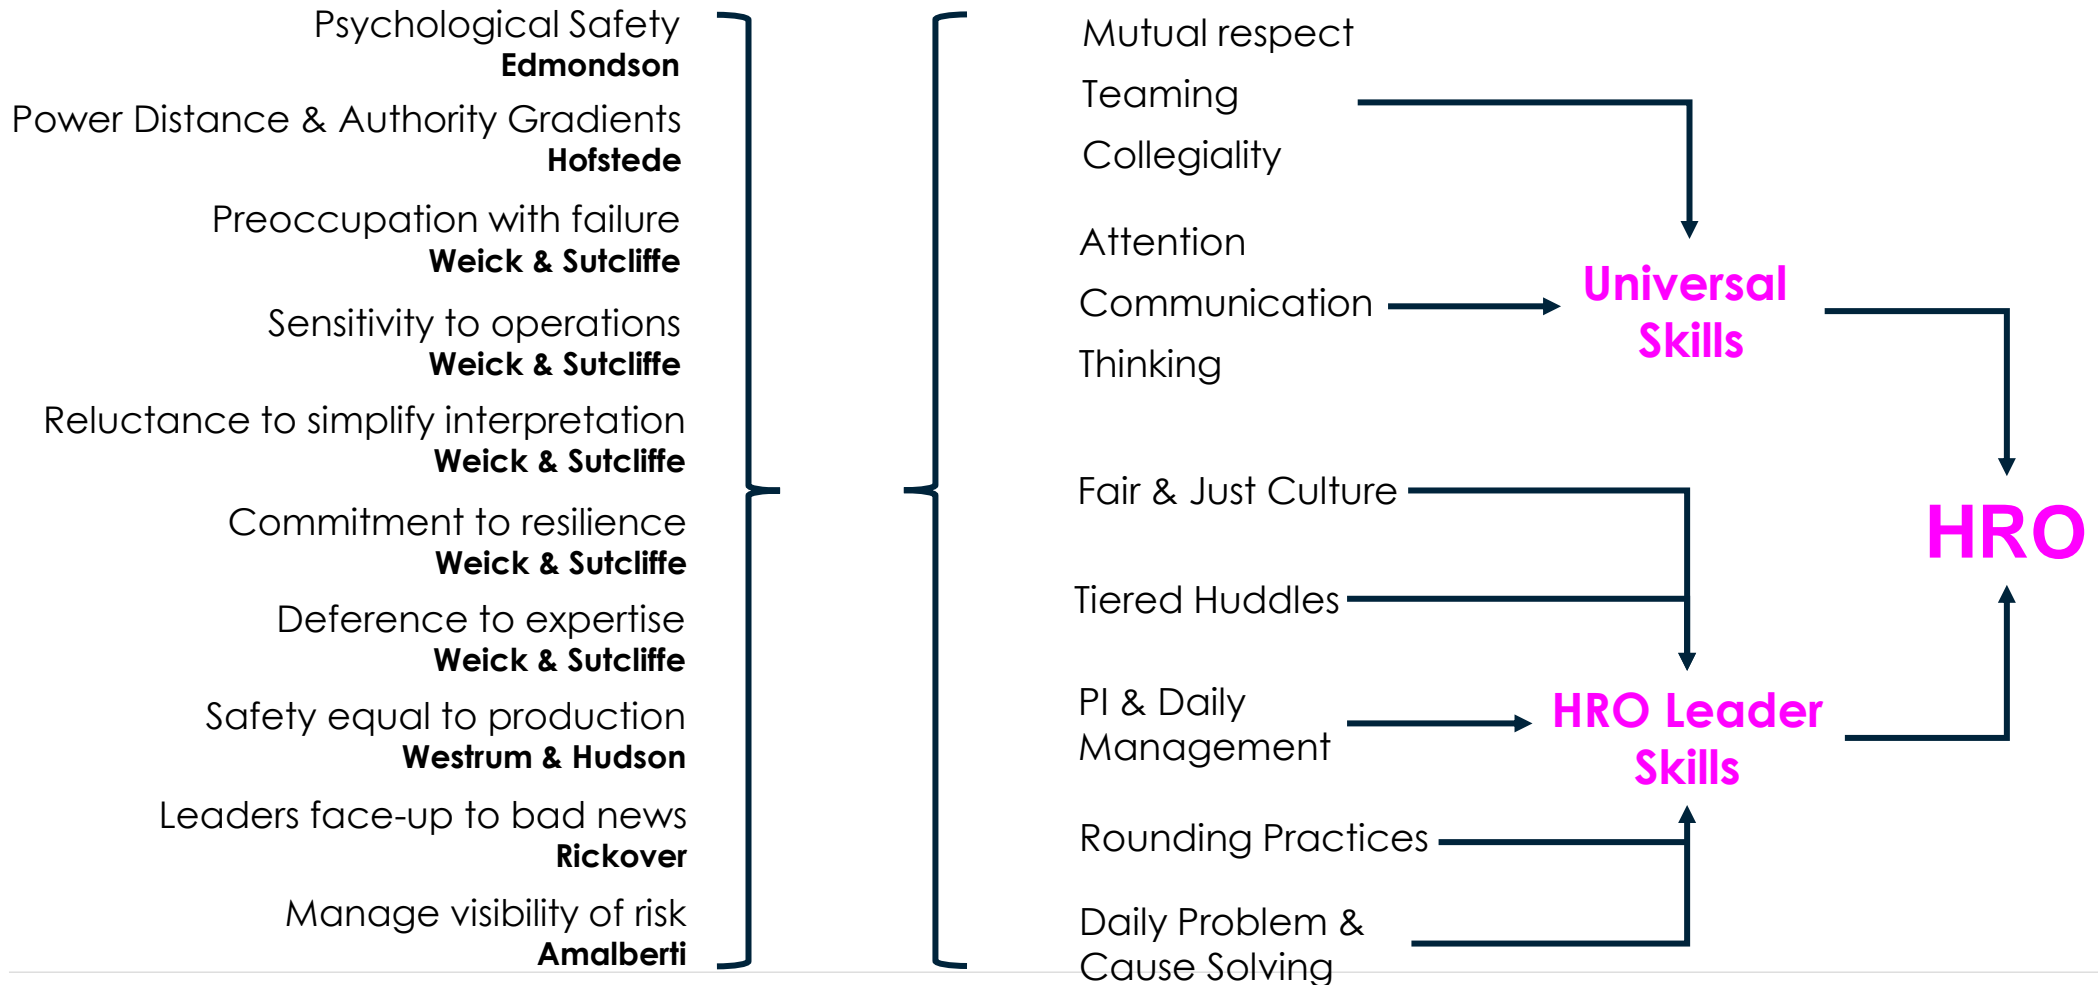 Psychological Safety
Edmondson
Power Distance & Authority Gradients
Hofstede
Preoccupation with failure
Weick & Sutcliffe
Sensitivity to operations
Weick & Sutcliffe
Reluctance to simplify interpretation
Weick & Sutcliffe
Commitment to resilience
Weick & Sutcliffe
Deference to expertise
Weick & Sutcliffe
Safety equal to production
Westrum & Hudson
Leaders face-up to bad news
Rickover
Manage visibility of risk
Amalberti
Mutual respect
Teaming
Collegiality
Attention
Communication
Thinking
Fair & Just Culture
Tiered Huddles
PI & Daily
Management
Rounding Practices
Daily Problem &
Cause Solving
Universal
Skills
HRO Leader
Skills
HRO